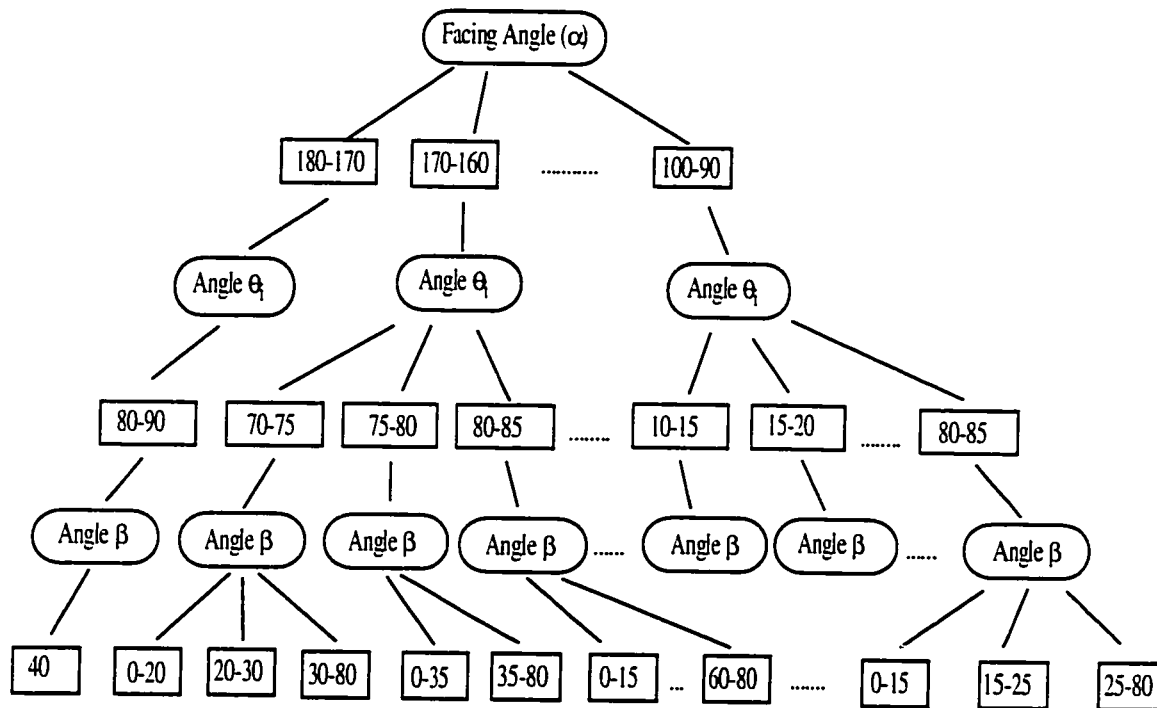 Facing Angle (α)
180-170 170-160 ........... 100-90
Angle θi Angle θi Angle θi
80-90 70-75 75-80 80-85 ........ 10-15 15-20 ........ 80-85
Angle β Angle β Angle β Angle β ...... Angle β Angle β ...... Angle β
40 0-20 20-30 30-80 0-35 35-80 0-15 ... 60-80 ....... 0-15 15-25 25-80